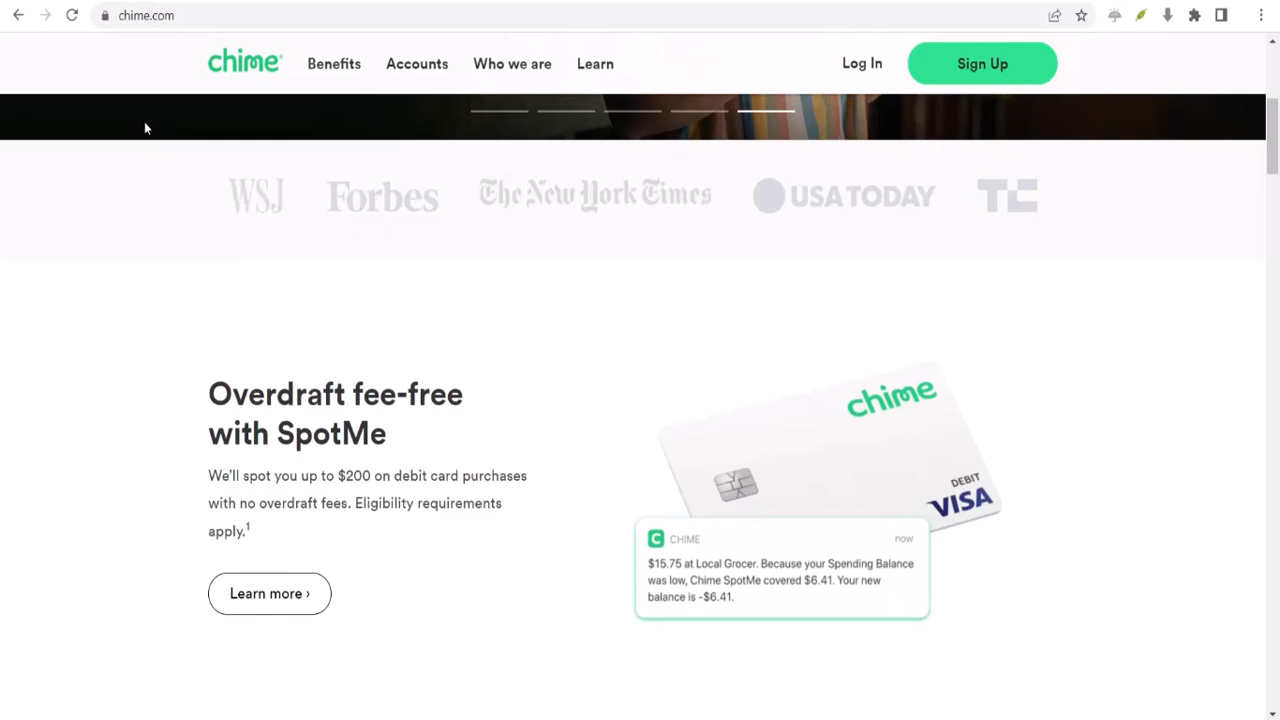 chime.com
chime Benefits Accounts Who we are Learn Log In Sign Up
WSJ Forbes The New York Times USA TODAY TC
Overdraft fee-free
with SpotMe
We'll spot you up to $200 on debit card purchases
with no overdraft fees. Eligibility requirements
apply.1
Learn more ›
chime
DEBIT
VISA
C CHIME now
$15.75 at Local Grocer. Because your Spending Balance
was low, Chime SpotMe covered $6.41. Your new
balance is -$6.41.